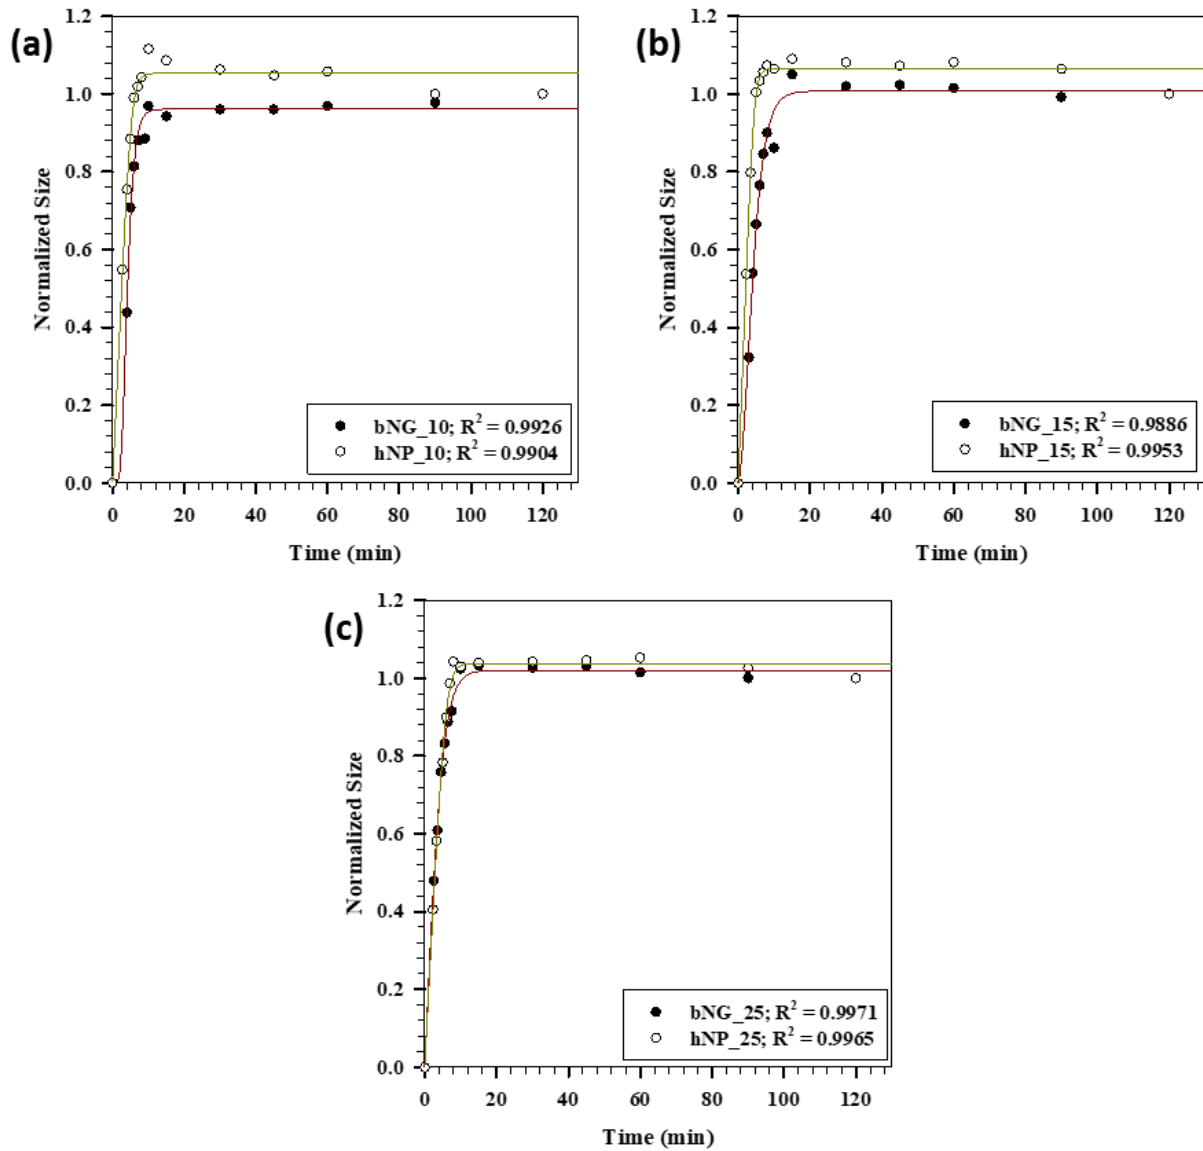 (a)
Normalized Size
1.2
1.0
0.8
0.6
0.4
0.2
0.0
bNG_10; R² = 0.9926
hNP_10; R² = 0.9904
0 20 40 60 80 100 120
Time (min)
(b)
Normalized Size
1.2
1.0
0.8
0.6
0.4
0.2
0.0
bNG_15; R² = 0.9886
hNP_15; R² = 0.9953
0 20 40 60 80 100 120
Time (min)
(c)
Normalized Size
1.2
1.0
0.8
0.6
0.4
0.2
0.0
bNG_25; R² = 0.9971
hNP_25; R² = 0.9965
0 20 40 60 80 100 120
Time (min)